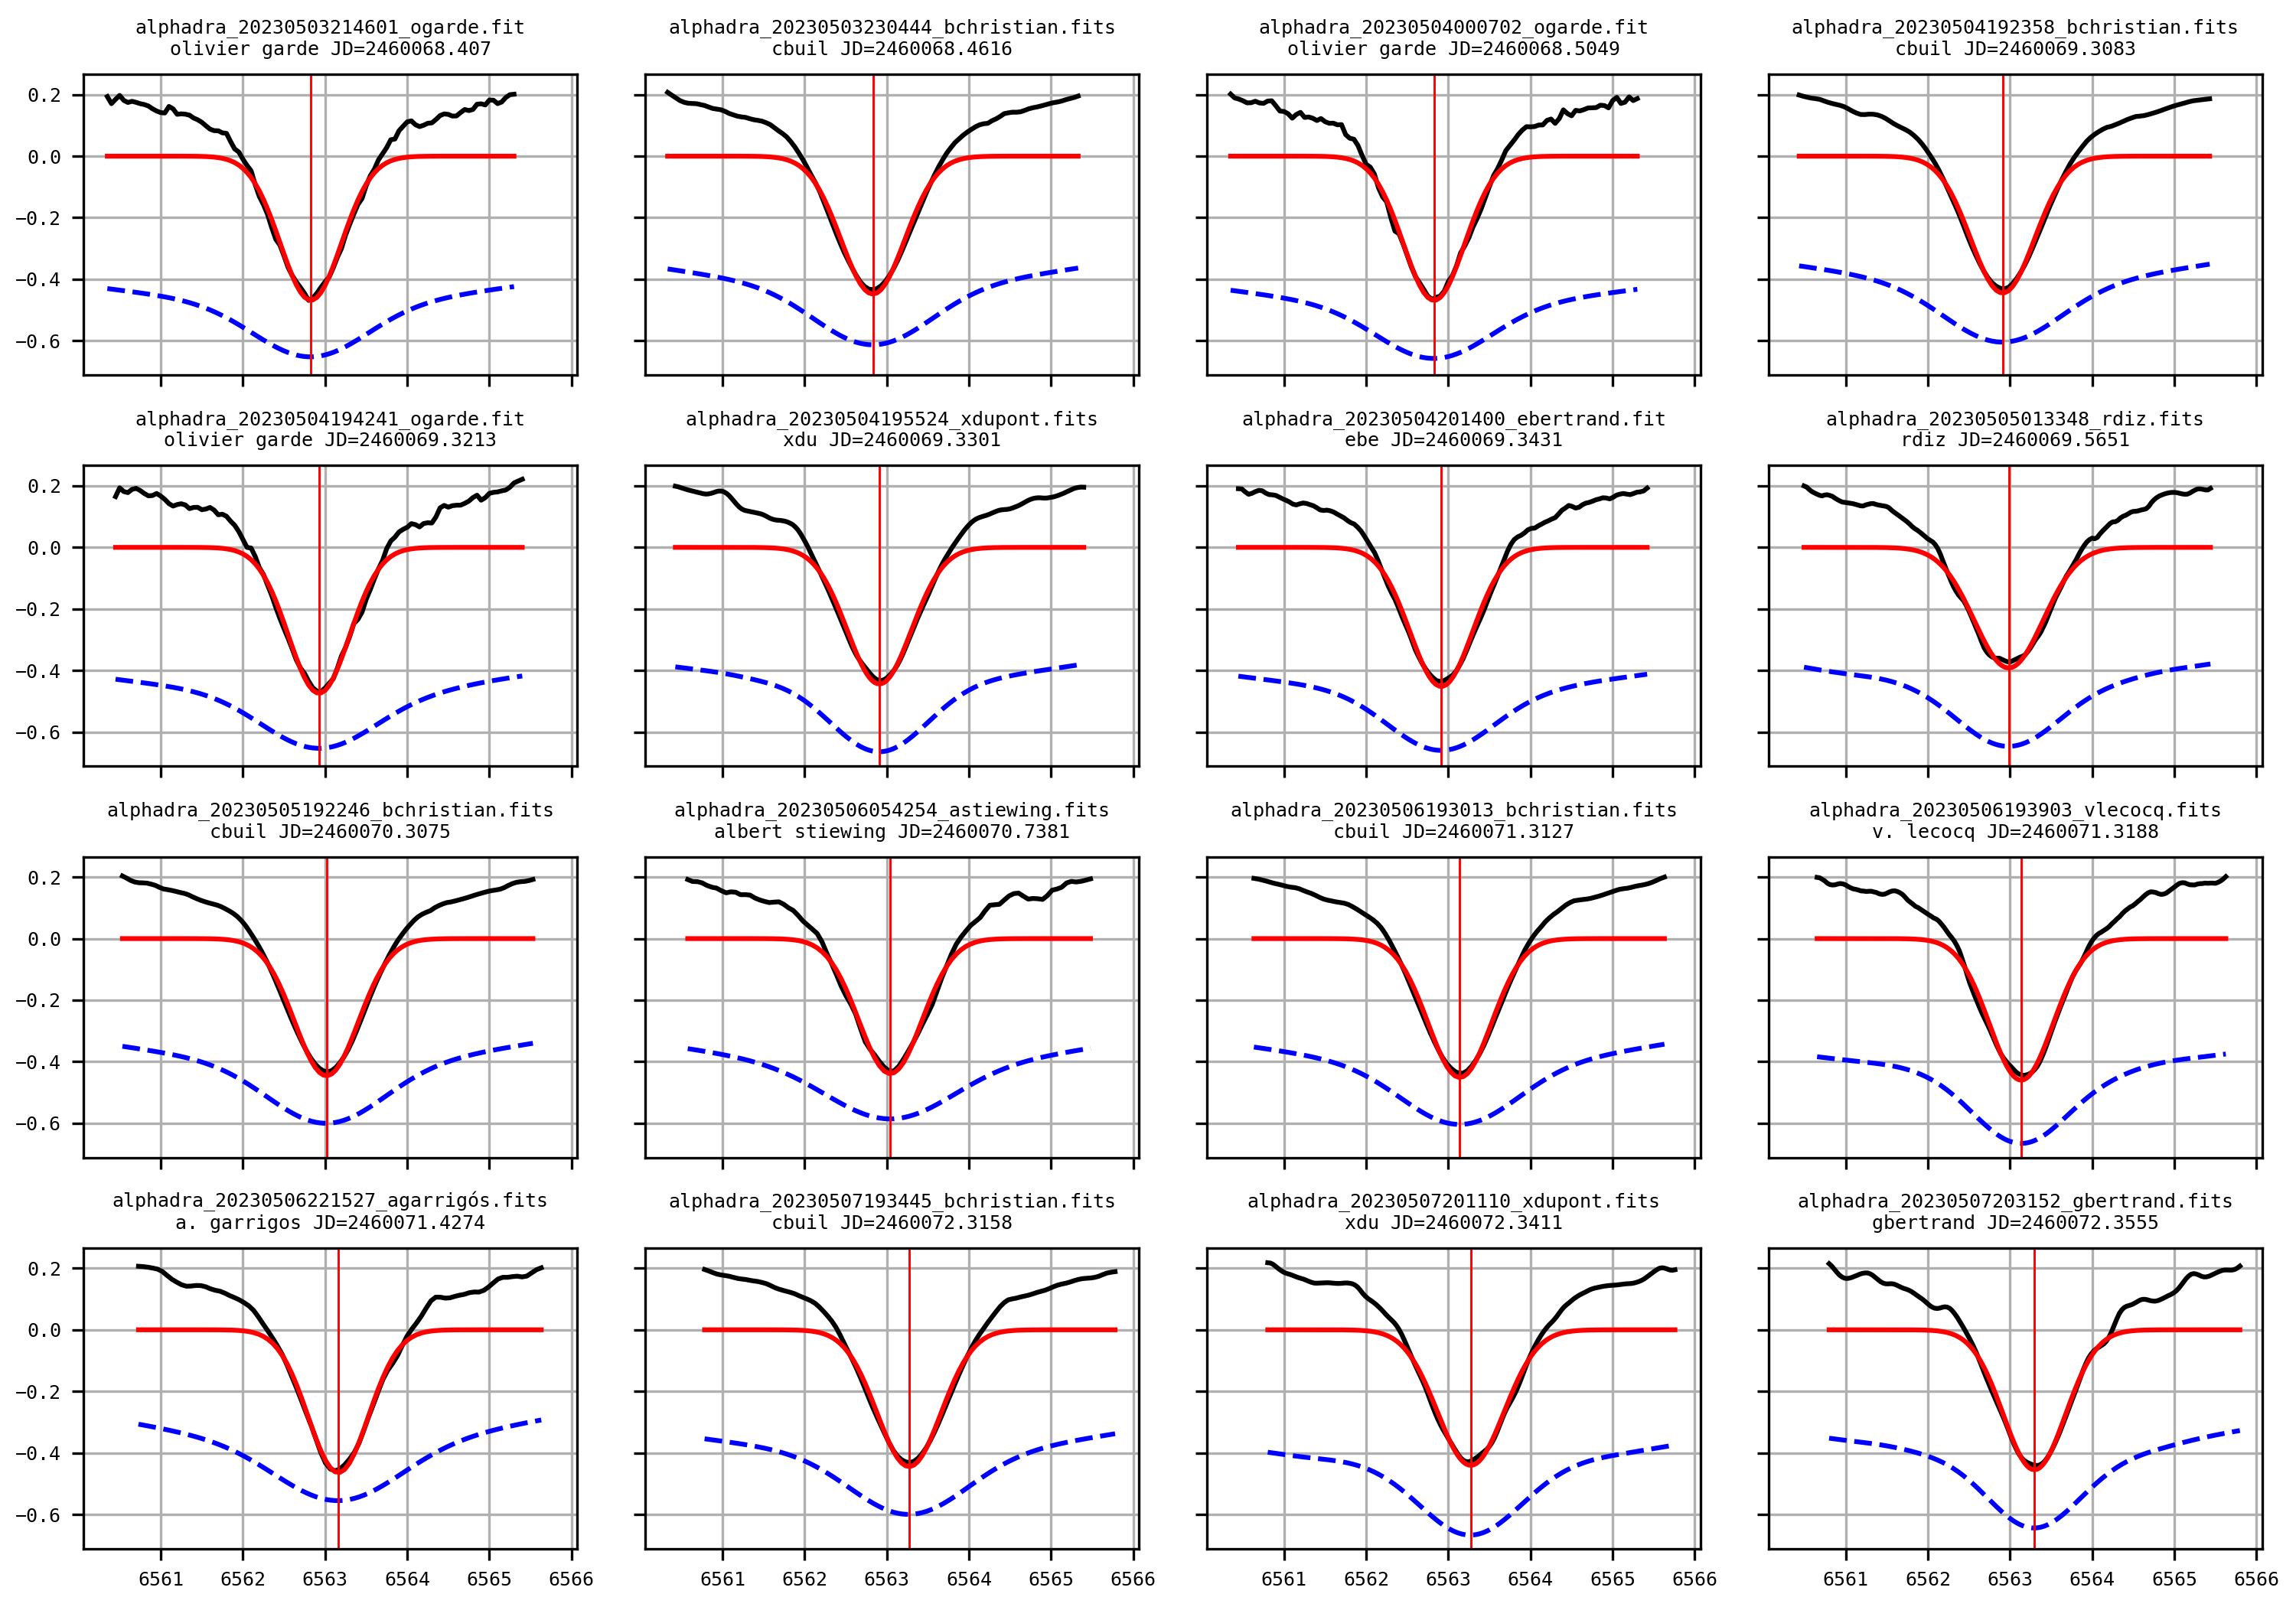 alphadra_20230503214601_ogarde.fit
olivier garde JD=2460068.407
alphadra_20230503230444_bchristian.fits
cbuil JD=2460068.4616
alphadra_20230504000702_ogarde.fit
olivier garde JD=2460068.5049
alphadra_20230504192358_bchristian.fits
cbuil JD=2460069.3083
0.2
0.0
−0.2
−0.4
−0.6
alphadra_20230504194241_ogarde.fit
olivier garde JD=2460069.3213
alphadra_20230504195524_xdupont.fits
xdu JD=2460069.3301
alphadra_20230504201400_ebertrand.fit
ebe JD=2460069.3431
alphadra_20230505013348_rdiz.fits
rdiz JD=2460069.5651
0.2
0.0
−0.2
−0.4
−0.6
alphadra_20230505192246_bchristian.fits
cbuil JD=2460070.3075
alphadra_20230506054254_astiewing.fits
albert stiewing JD=2460070.7381
alphadra_20230506193013_bchristian.fits
cbuil JD=2460071.3127
alphadra_20230506193903_vlecocq.fits
v. lecocq JD=2460071.3188
0.2
0.0
−0.2
−0.4
−0.6
alphadra_20230506221527_agarrigós.fits
a. garrigos JD=2460071.4274
alphadra_20230507193445_bchristian.fits
cbuil JD=2460072.3158
alphadra_20230507201110_xdupont.fits
xdu JD=2460072.3411
alphadra_20230507203152_gbertrand.fits
gbertrand JD=2460072.3555
0.2
0.0
−0.2
−0.4
−0.6
6561 6562 6563 6564 6565 6566
6561 6562 6563 6564 6565 6566
6561 6562 6563 6564 6565 6566
6561 6562 6563 6564 6565 6566